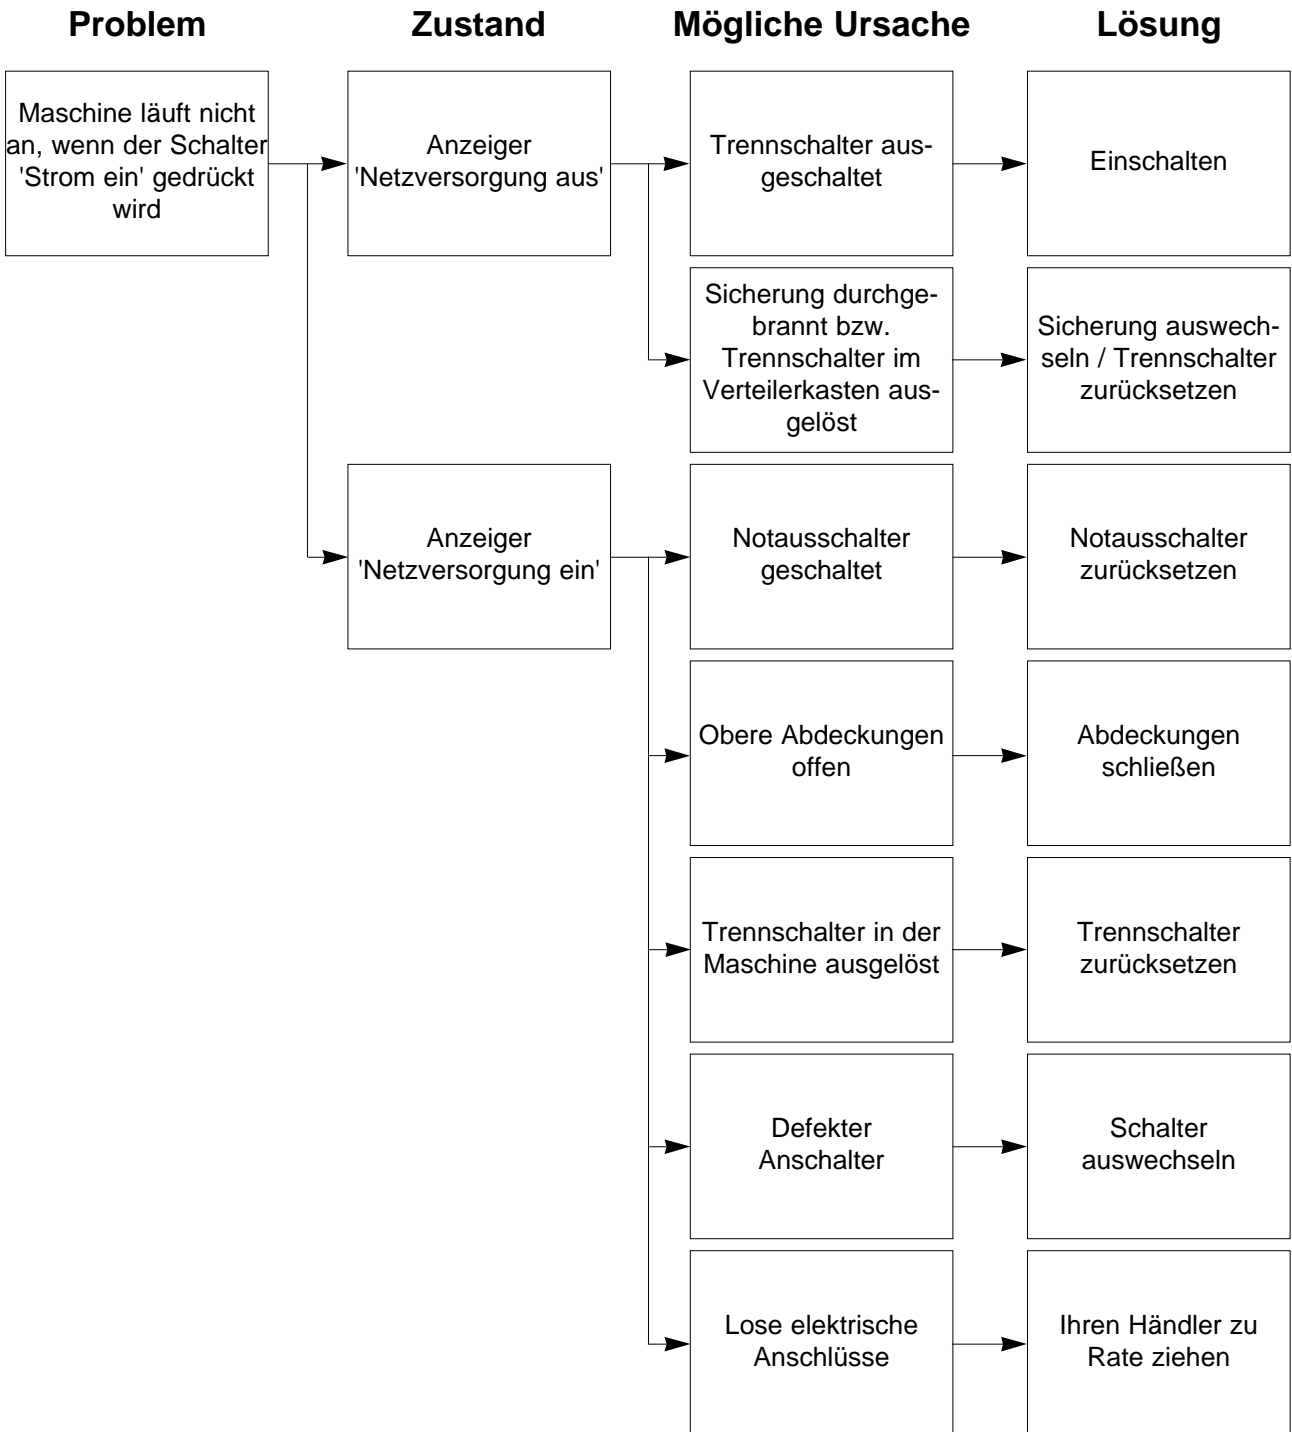 Problem
Zustand
Mögliche Ursache
Lösung
Maschine läuft nicht
an, wenn der Schalter
'Strom ein' gedrückt
wird
Anzeiger
'Netzversorgung aus'
Trennschalter aus-
geschaltet
Einschalten
Sicherung durchge-
brannt bzw.
Trennschalter im
Verteilerkasten aus-
gelöst
Sicherung auswech-
seln / Trennschalter
zurücksetzen
Anzeiger
'Netzversorgung ein'
Notausschalter
geschaltet
Notausschalter
zurücksetzen
Obere Abdeckungen
offen
Abdeckungen
schließen
Trennschalter in der
Maschine ausgelöst
Trennschalter
zurücksetzen
Defekter
Anschalter
Schalter
auswechseln
Lose elektrische
Anschlüsse
Ihren Händler zu
Rate ziehen